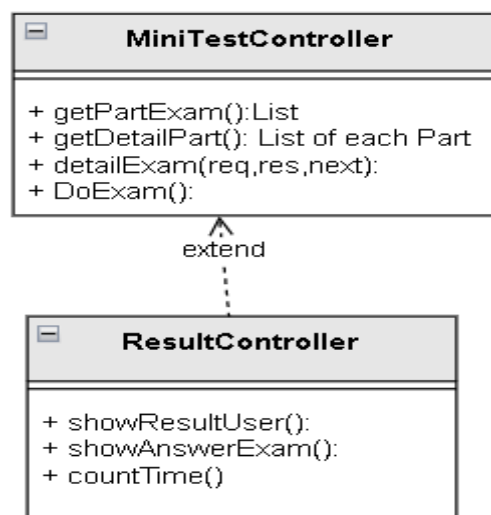 MiniTestController
+ getPartExam():List
+ getDetailPart(): List of each Part
+ detailExam(req,res,next):
+ DoExam():
extend
ResultController
+ showResultUser():
+ showAnswerExam():
+ countTime()